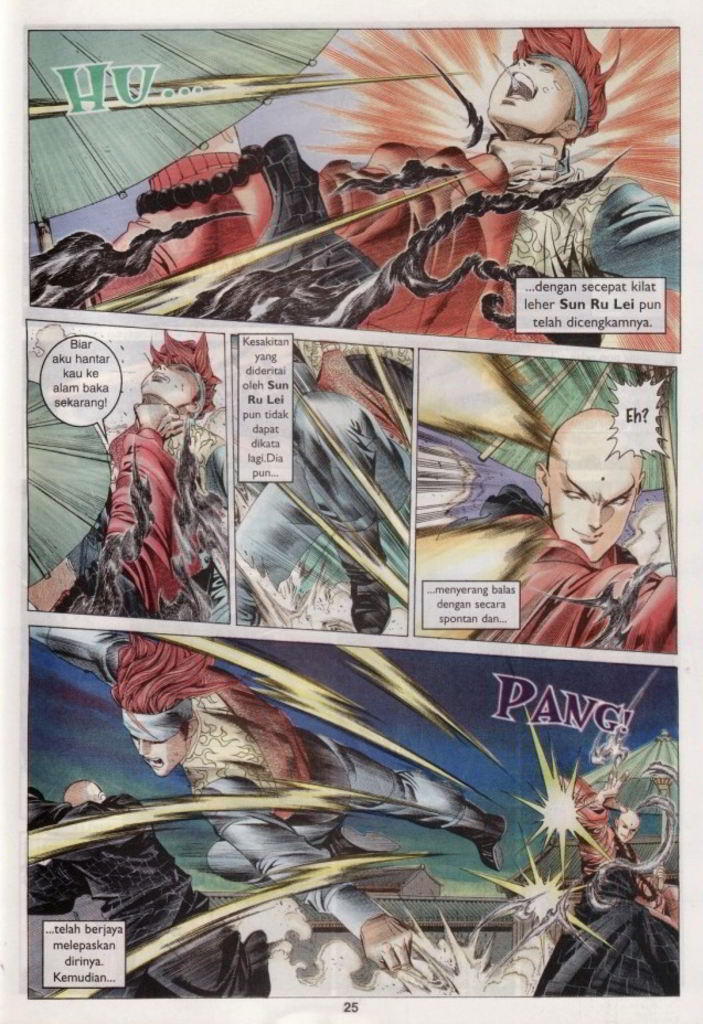 HU...
...dengan secepat kilat
leher Sun Ru Lei pun
telah dicengkamnya.
Biar
aku hantar
kau ke
alam baka
sekarang!
Kesakitan
yang
dideritai
oleh Sun
Ru Lei
pun tidak
dapat
dikata
lagi.Dia
pun...
Eh?
...menyerang balas
dengan secara
spontan dan...
PANG!
...telah berjaya
melepaskan
dirinya.
Kemudian...
25